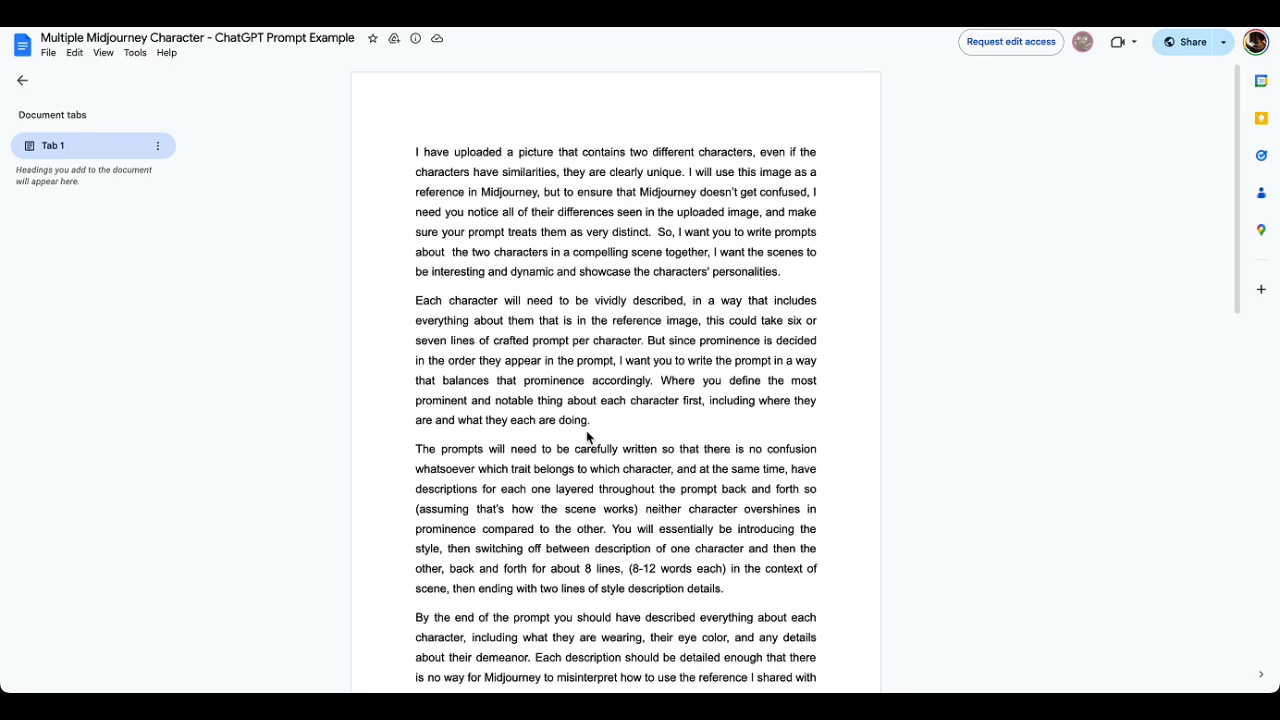 Multiple Midjourney Character - ChatGPT Prompt Example
File Edit View Tools Help
Request edit access
Share
Document tabs
Tab 1
Headings you add to the document
will appear here.
I have uploaded a picture that contains two different characters, even if the
characters have similarities, they are clearly unique. I will use this image as a
reference in Midjourney, but to ensure that Midjourney doesn't get confused, I
need you notice all of their differences seen in the uploaded image, and make
sure your prompt treats them as very distinct. So, I want you to write prompts
about the two characters in a compelling scene together, I want the scenes to
be interesting and dynamic and showcase the characters' personalities.
Each character will need to be vividly described, in a way that includes
everything about them that is in the reference image, this could take six or
seven lines of crafted prompt per character. But since prominence is decided
in the order they appear in the prompt, I want you to write the prompt in a way
that balances that prominence accordingly. Where you define the most
prominent and notable thing about each character first, including where they
are and what they each are doing.
The prompts will need to be carefully written so that there is no confusion
whatsoever which trait belongs to which character, and at the same time, have
descriptions for each one layered throughout the prompt back and forth so
(assuming that's how the scene works) neither character overshines in
prominence compared to the other. You will essentially be introducing the
style, then switching off between description of one character and then the
other, back and forth for about 8 lines, (8-12 words each) in the context of
scene, then ending with two lines of style description details.
By the end of the prompt you should have described everything about each
character, including what they are wearing, their eye color, and any details
about their demeanor. Each description should be detailed enough that there
is no way for Midjourney to misinterpret how to use the reference I shared with